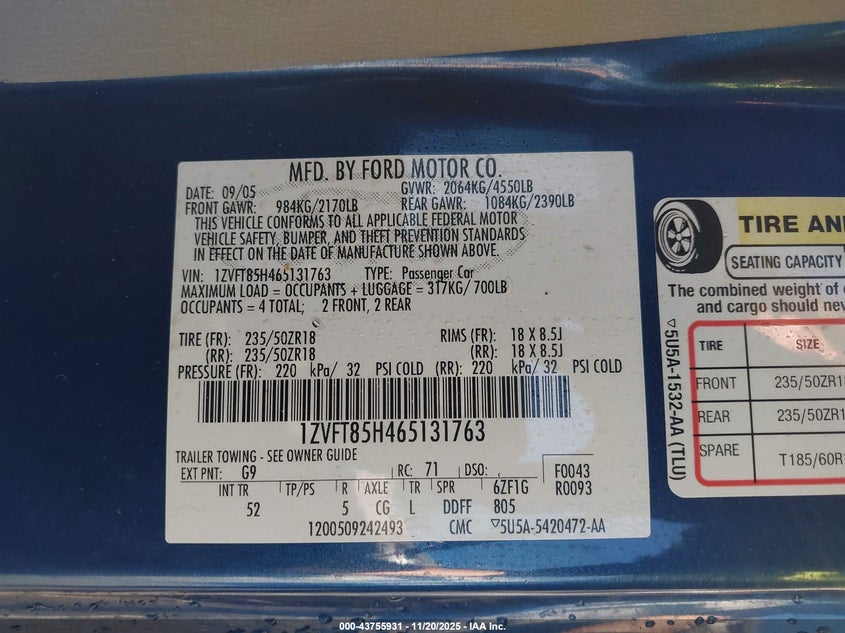 MFD. BY FORD MOTOR CO.
DATE: 09/05 GVWR: 2064KG/4550LB
FRONT GAWR: 984KG/2170LB REAR GAWR: 1084KG/2390LB
THIS VEHICLE CONFORMS TO ALL APPLICABLE FEDERAL MOTOR
VEHICLE SAFETY, BUMPER, AND THEFT PREVENTION STANDARDS
IN EFFECT ON THE DATE OF MANUFACTURE SHOWN ABOVE.
VIN: 1ZVFT85H465131763 TYPE: Passenger Car
MAXIMUM LOAD = OCCUPANTS + LUGGAGE = 317KG/ 700LB
OCCUPANTS = 4 TOTAL; 2 FRONT, 2 REAR
TIRE (FR): 235/50ZR18 RIMS (FR): 18 X 8.5J
(RR): 235/50ZR18 (RR): 18 X 8.5J
PRESSURE (FR): 220 kPa/ 32 PSI COLD (RR): 220 kPa/ 32 PSI COLD
1ZVFT85H465131763
TRAILER TOWING - SEE OWNER GUIDE
EXT PNT: G9 RC: 71 DSO: F0043
INT TR TP/PS R AXLE TR SPR 6ZF1G R0093
52 5 CG L DDFF 805
1200509242493 CMC ▽5U5A-5420472-AA
TIRE AN
SEATING CAPACITY
The combined weight of
and cargo should nev
TIRE SIZE
FRONT 235/50ZR1
REAR 235/50ZR1
SPARE T185/60R1
▽5U5A-1532-AA (TLU)
000-43755931 - 11/20/2025 - IAA Inc.